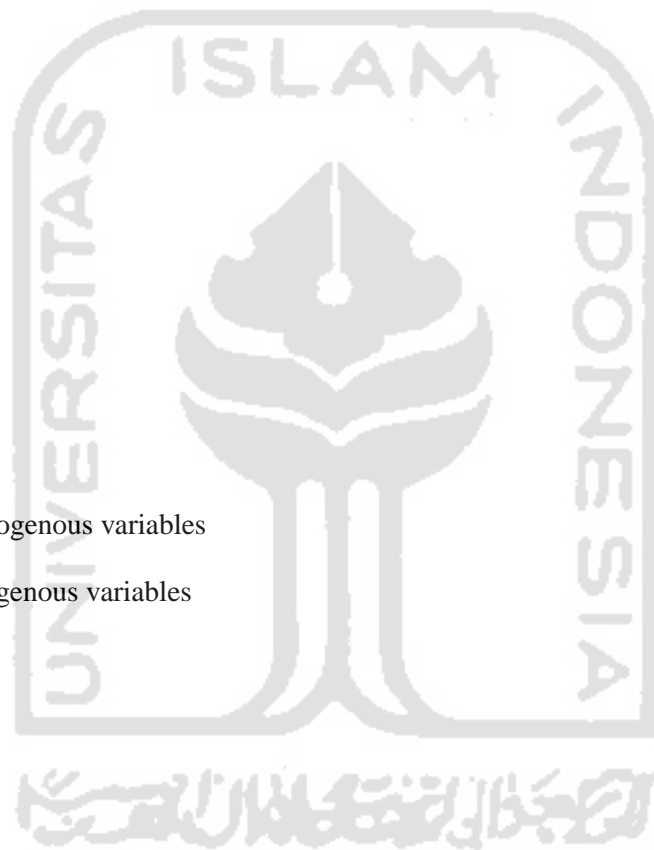 ISLAM
UNIVERSITAS
INDONESIA
ogenous variables
genous variables